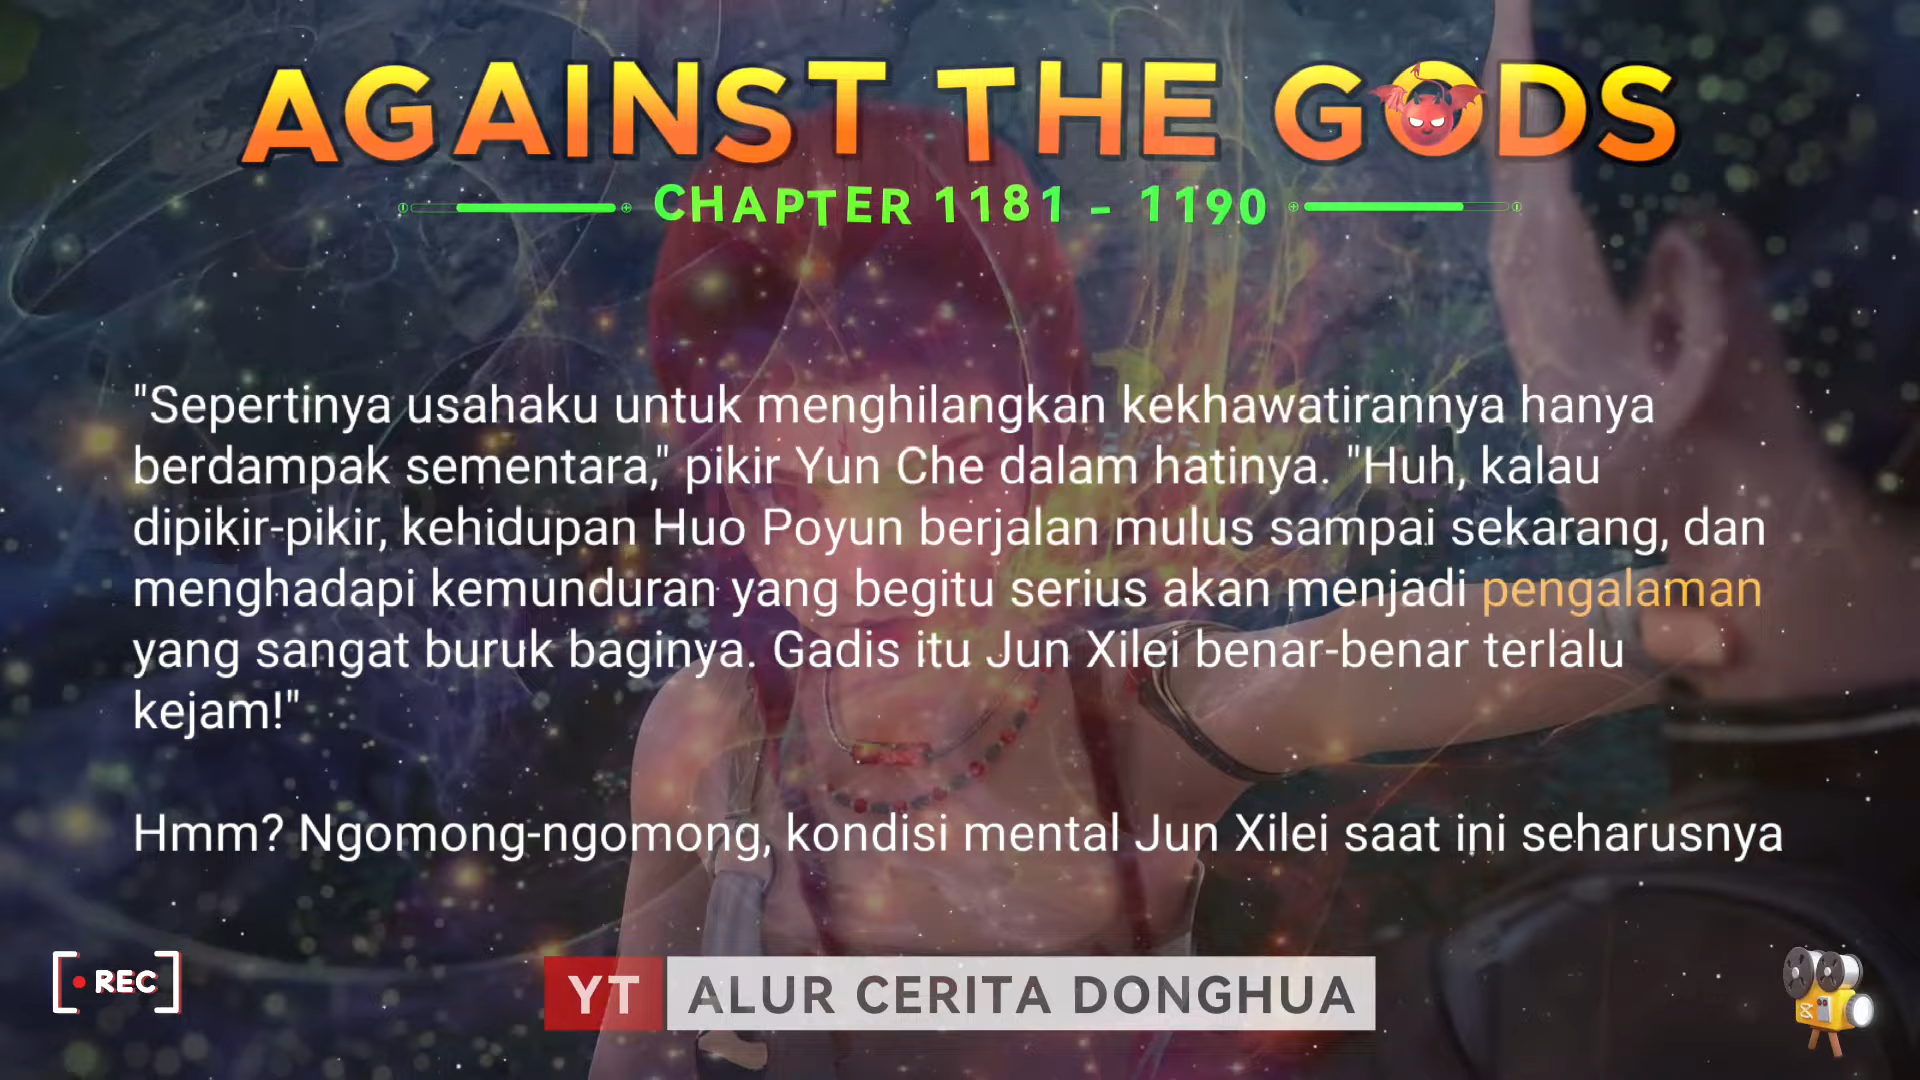 AGAINST THE GODS
CHAPTER 1181 - 1190
"Sepertinya usahaku untuk menghilangkan kekhawatirannya hanya
berdampak sementara," pikir Yun Che dalam hatinya. "Huh, kalau
dipikir-pikir, kehidupan Huo Poyun berjalan mulus sampai sekarang, dan
menghadapi kemunduran yang begitu serius akan menjadi pengalaman
yang sangat buruk baginya. Gadis itu Jun Xilei benar-benar terlalu
kejam!"
Hmm? Ngomong-ngomong, kondisi mental Jun Xilei saat ini seharusnya
REC
YT ALUR CERITA DONGHUA